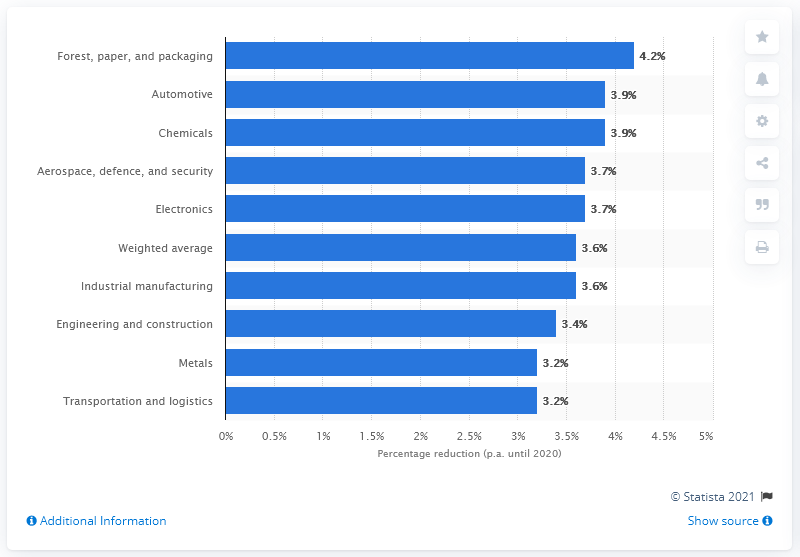 Forest, paper, and packaging 4.2%
Automotive 3.9%
Chemicals 3.9%
Aerospace, defence, and security 3.7%
Electronics 3.7%
Weighted average 3.6%
Industrial manufacturing 3.6%
Engineering and construction 3.4%
Metals 3.2%
Transportation and logistics 3.2%
0% 0.5% 1% 1.5% 2% 2.5% 3% 3.5% 4% 4.5% 5%
Percentage reduction (p.a. until 2020)
© Statista 2021
Additional Information Show source